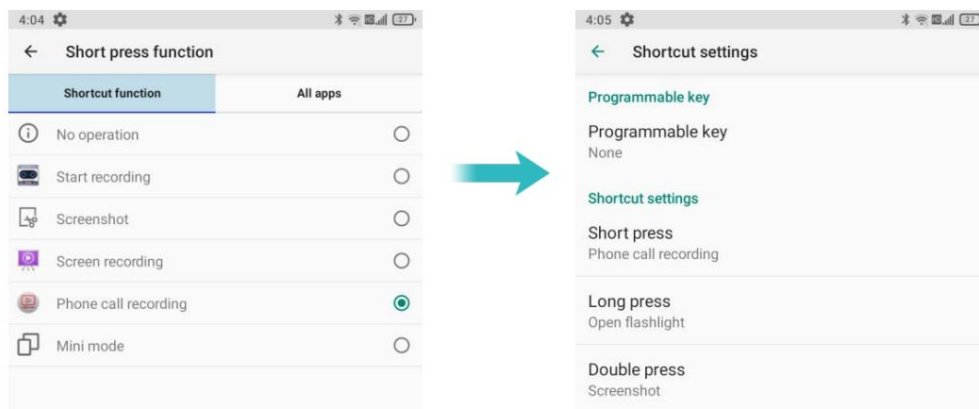 4:04
27
Short press function
Shortcut function
All apps
No operation
Start recording
Screenshot
Screen recording
Phone call recording
Mini mode
4:05
27
Shortcut settings
Programmable key
Programmable key
None
Shortcut settings
Short press
Phone call recording
Long press
Open flashlight
Double press
Screenshot